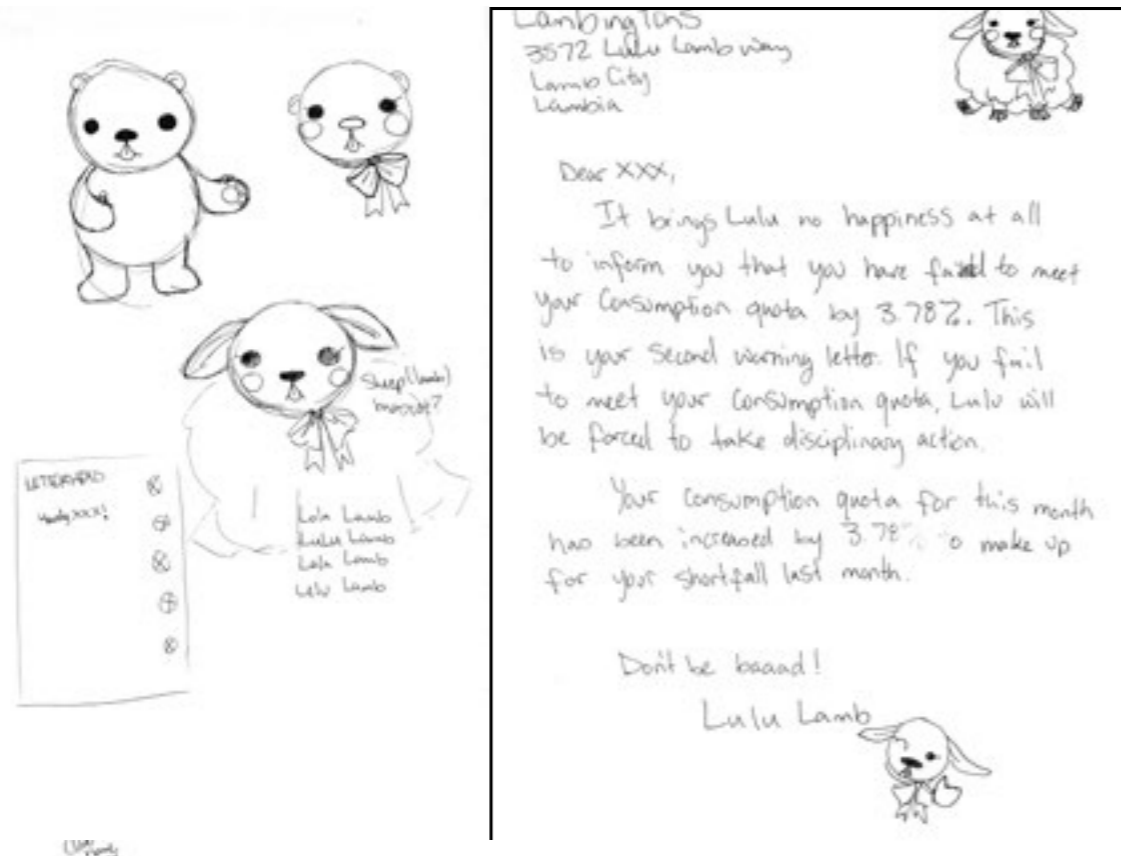 Sheep (lamb)
mascot?
LETTERHEAD
XXX!
Lola Lamb
Lulu Lamb
Lala Lamb
Lulu Lamb
Lambingtons
3572 Lulu Lamb way
Lamb City
Lambia
Dear XXX,
It brings Lulu no happiness at all
to inform you that you have failed to meet
your Consumption quota by 3.78%. This
is your Second warning letter. If you fail
to meet your Consumption quota, Lulu will
be forced to take disciplinary action.
Your Consumption quota for this month
has been increased by 3.78% to make up
for your shortfall last month.
Don't be baaad!
Lulu Lamb